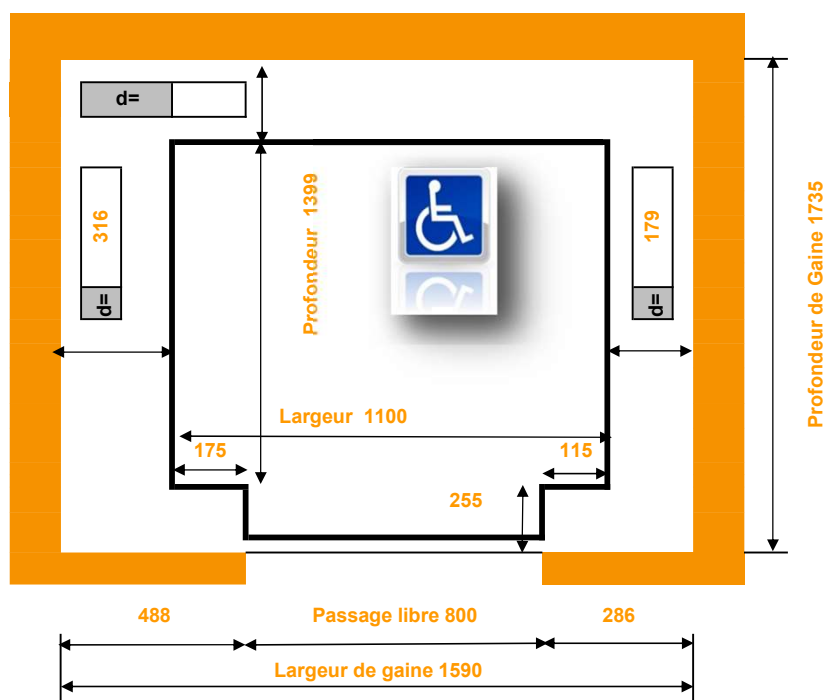 d=
Profondeur 1399
316
d=
179
d=
Profondeur de Gaine 1735
Largeur 1100
175
115
255
488
Passage libre 800
286
Largeur de gaine 1590